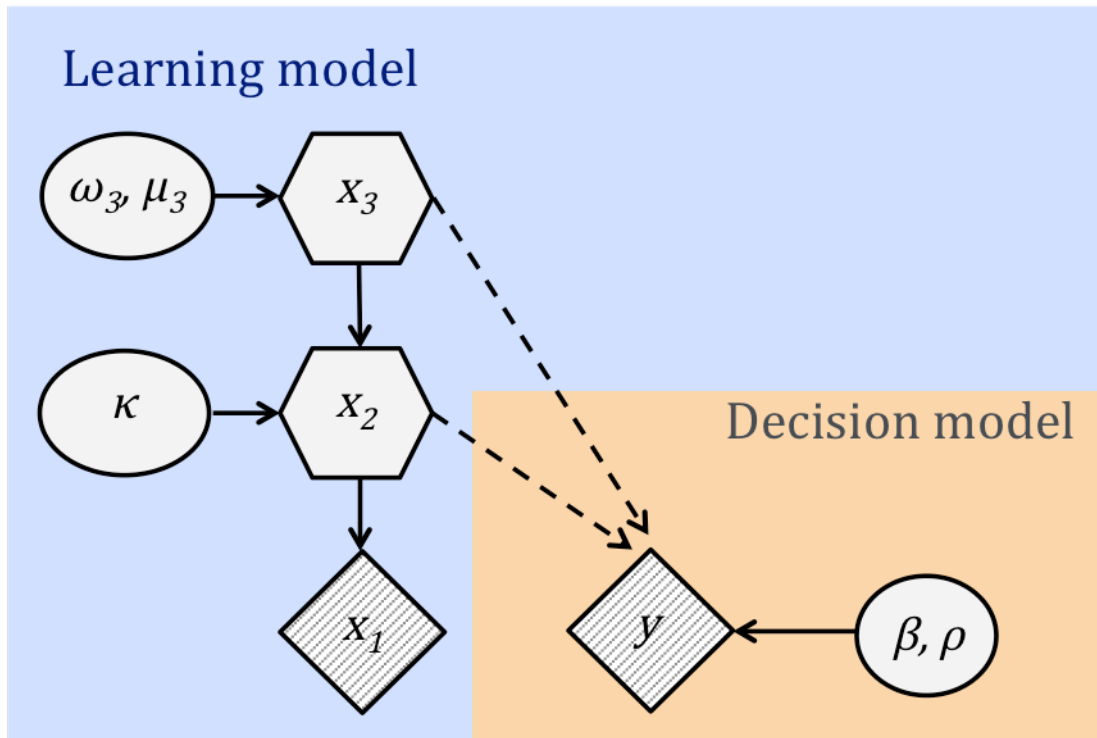 Learning model
ω3, μ3
x3
κ
x2
Decision model
x1
y
β, ρ